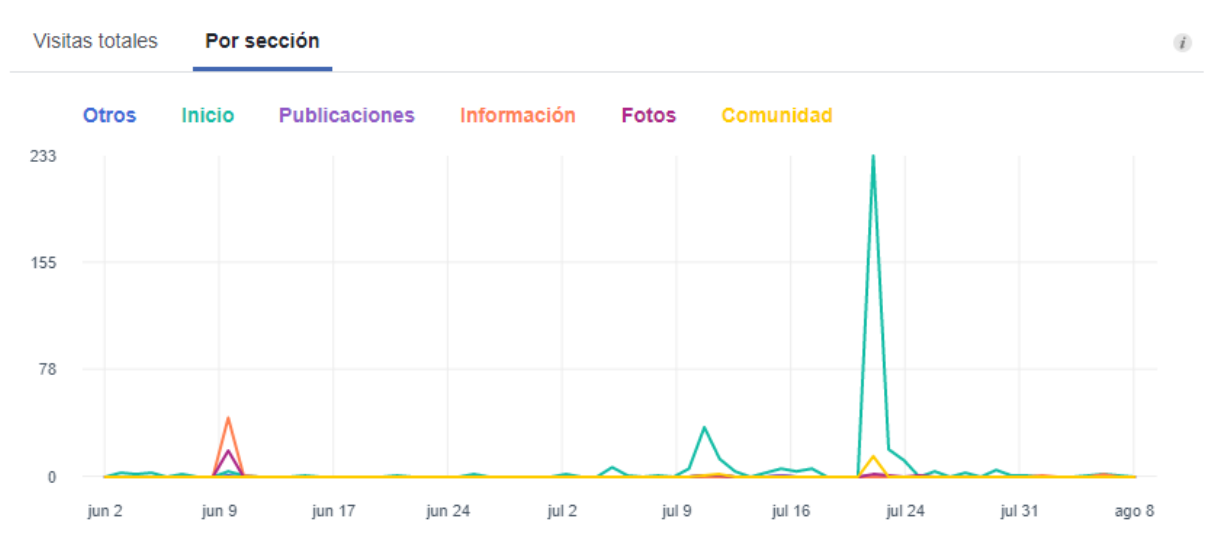 Visitas totales Por sección i
Otros Inicio Publicaciones Información Fotos Comunidad
233
155
78
0
jun 2 jun 9 jun 17 jun 24 jul 2 jul 9 jul 16 jul 24 jul 31 ago 8